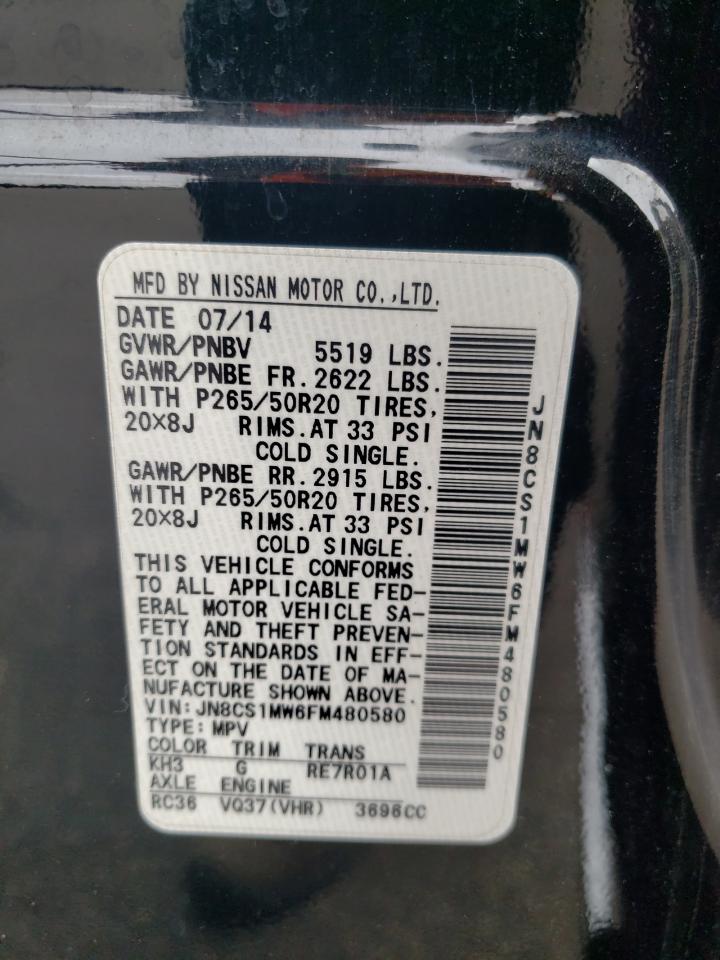 MFD BY NISSAN MOTOR CO.,LTD.
DATE 07/14
GVWR/PNBV 5519 LBS.
GAWR/PNBE FR. 2622 LBS.
WITH P265/50R20 TIRES,
20×8J RIMS.AT 33 PSI
COLD SINGLE.
GAWR/PNBE RR. 2915 LBS.
WITH P265/50R20 TIRES,
20×8J RIMS.AT 33 PSI
COLD SINGLE.
THIS VEHICLE CONFORMS
TO ALL APPLICABLE FED-
ERAL MOTOR VEHICLE SA-
FETY AND THEFT PREVEN-
TION STANDARDS IN EFF-
ECT ON THE DATE OF MA-
NUFACTURE SHOWN ABOVE.
VIN: JN8CS1MW6FM480580
TYPE: MPV
COLOR TRIM TRANS
KH3 G RE7R01A
AXLE ENGINE
RC36 VQ37(VHR) 3696CC
JN8CS1MW6FM480580